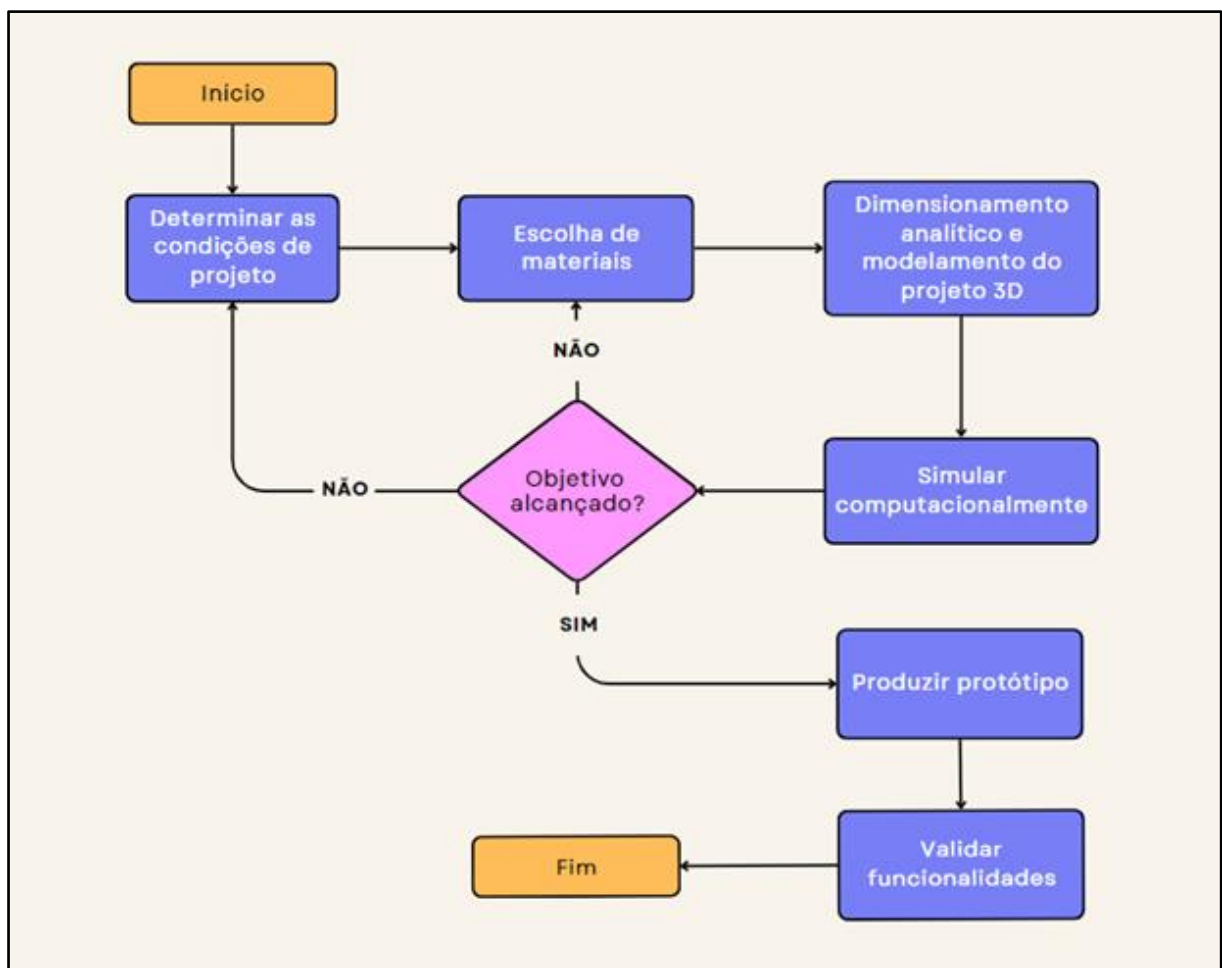 Início
Determinar as
condições de
projeto
Escolha de
materiais
Dimensionamento
analítico e
modelamento do
projeto 3D
NÃO
Objetivo
alcançado?
NÃO
Simular
computacionalmente
SIM
Produzir protótipo
Validar
funcionalidades
Fim